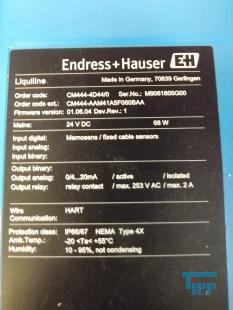 Endress+Hauser EH
Liquiline Made in Germany, 70839 Gerlingen
Order code: CM444-4D44/0 Ser.No.: M9061805G00
Order code ext.: CM444-AAM41A5F060BAA
Firmware version: 01.06.04 Dev.Rev.: 1
Mains: 24 V DC 68 W
Input digital: Memosens / fixed cable sensors
Input analog:
Input binary:
Output binary:
Output analog: 0/4...20mA / active / isolated
Output relay: relay contact / max. 253 V AC / max. 2 A
Wire
Communication: HART
Protection class: IP66/67 NEMA Type 4X
Amb.Temp.: -20 <Ta< +55°C
Humidity: 10 - 95%, not condensing
TIPP